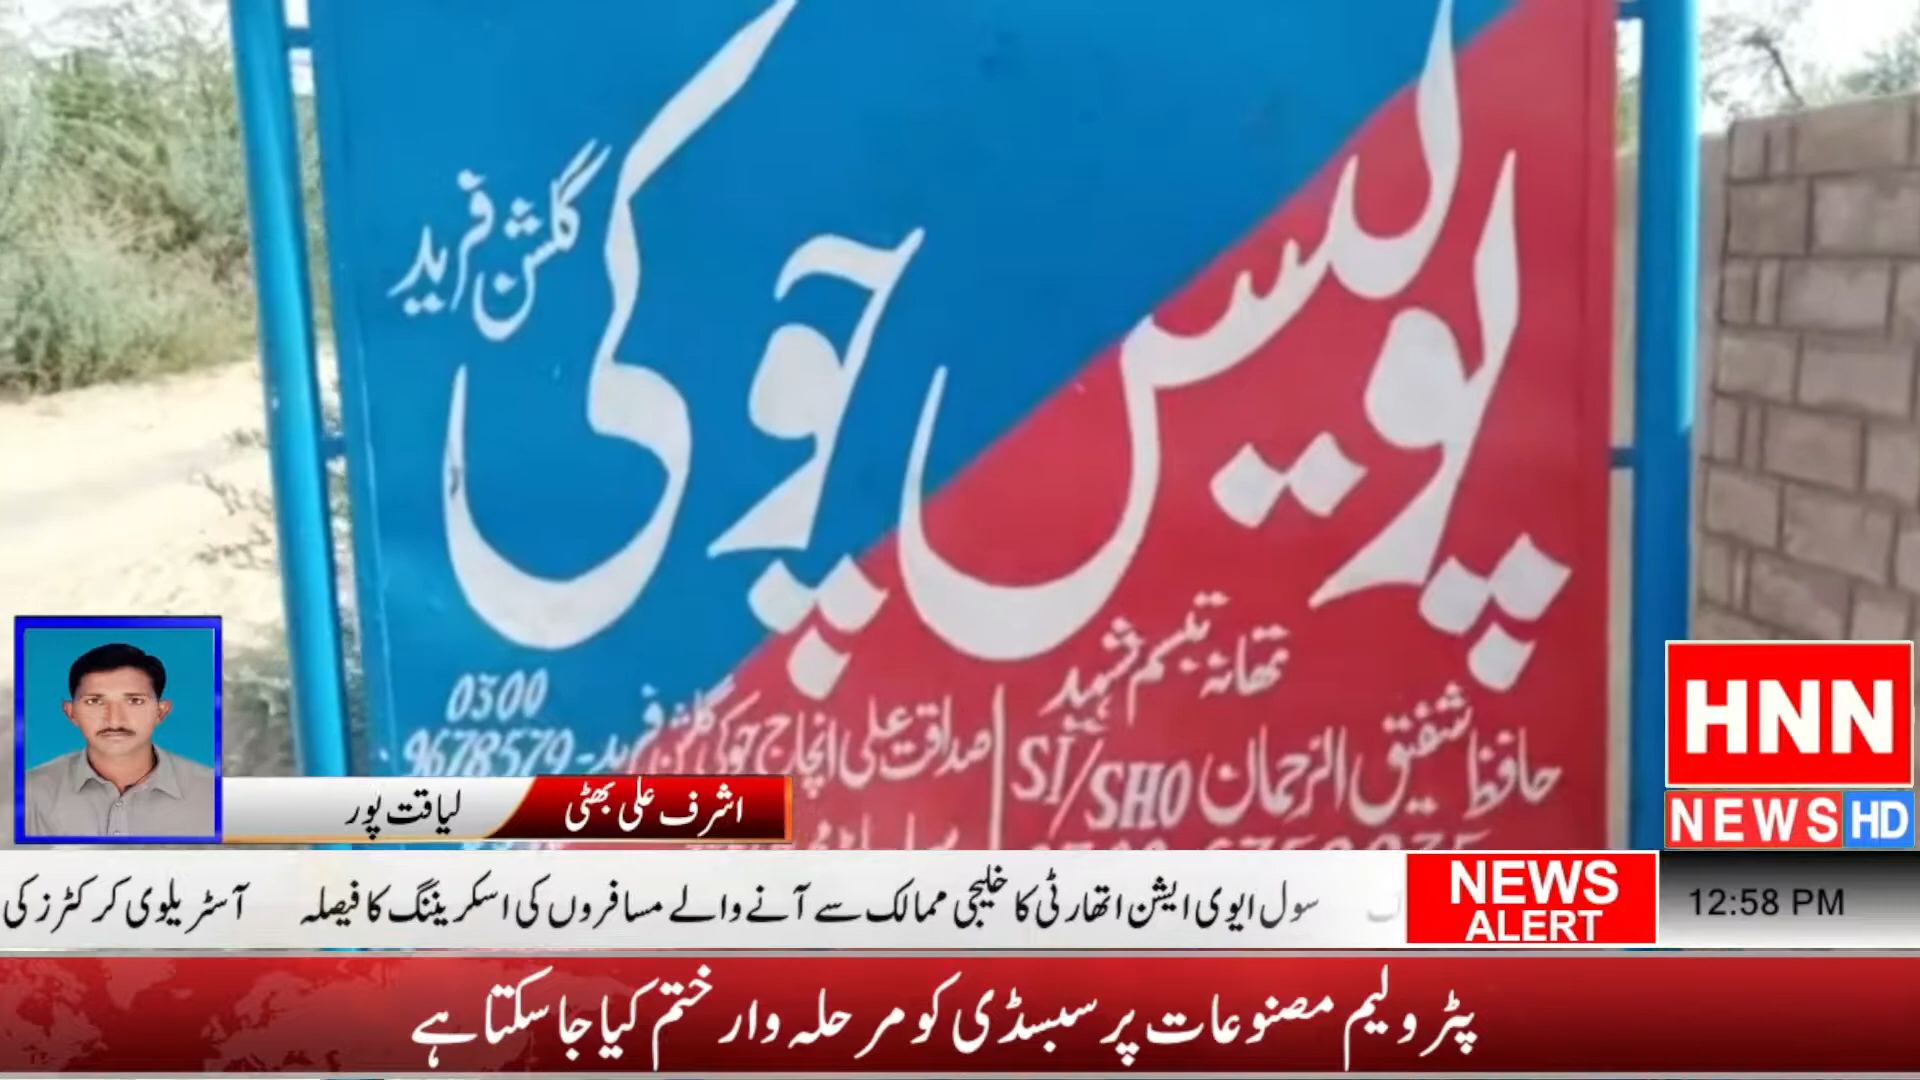 پولیس چوکی
گلشن فرید
تھانہ تبسم شہید
حافظ شفیق الرحمان SI/SHO
صداقت علی انچارج چوکی گلشن فرید-
0300
9678579
اشرف علی بھٹی
لیاقت پور
HNN
NEWS HD
سول ایوی ایشن اتھارٹی کا خلیجی ممالک سے آنے والے مسافروں کی اسکریننگ کا فیصلہ
آسٹریلوی کرکٹرز کی
NEWS
ALERT
12:58 PM
پٹرولیم مصنوعات پر سبسڈی کو مرحلہ وار ختم کیا جا سکتا ہے